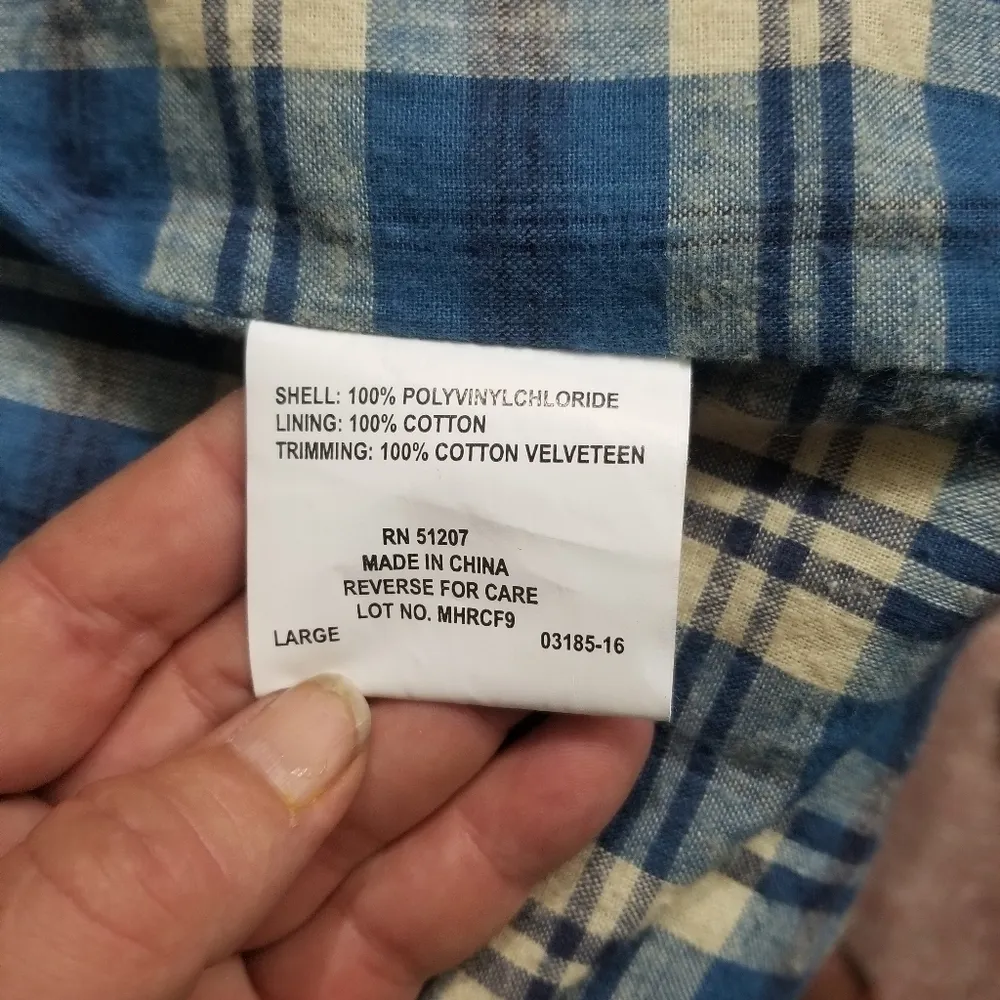 SHELL: 100% POLYVINYLCHLORIDE
LINING: 100% COTTON
TRIMMING: 100% COTTON VELVETEEN
RN 51207
MADE IN CHINA
REVERSE FOR CARE
LOT NO. MHRCF9
LARGE 03185-16